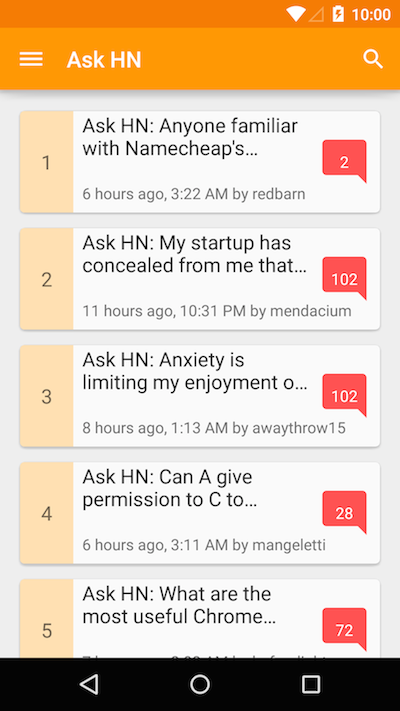 10:00
Ask HN
1
Ask HN: Anyone familiar
with Namecheap's...
2
6 hours ago, 3:22 AM by redbarn
2
Ask HN: My startup has
concealed from me that...
102
11 hours ago, 10:31 PM by mendacium
3
Ask HN: Anxiety is
limiting my enjoyment o...
102
8 hours ago, 1:13 AM by awaythrow15
4
Ask HN: Can A give
permission to C to...
28
6 hours ago, 3:11 AM by mangeletti
5
Ask HN: What are the
most useful Chrome...
72